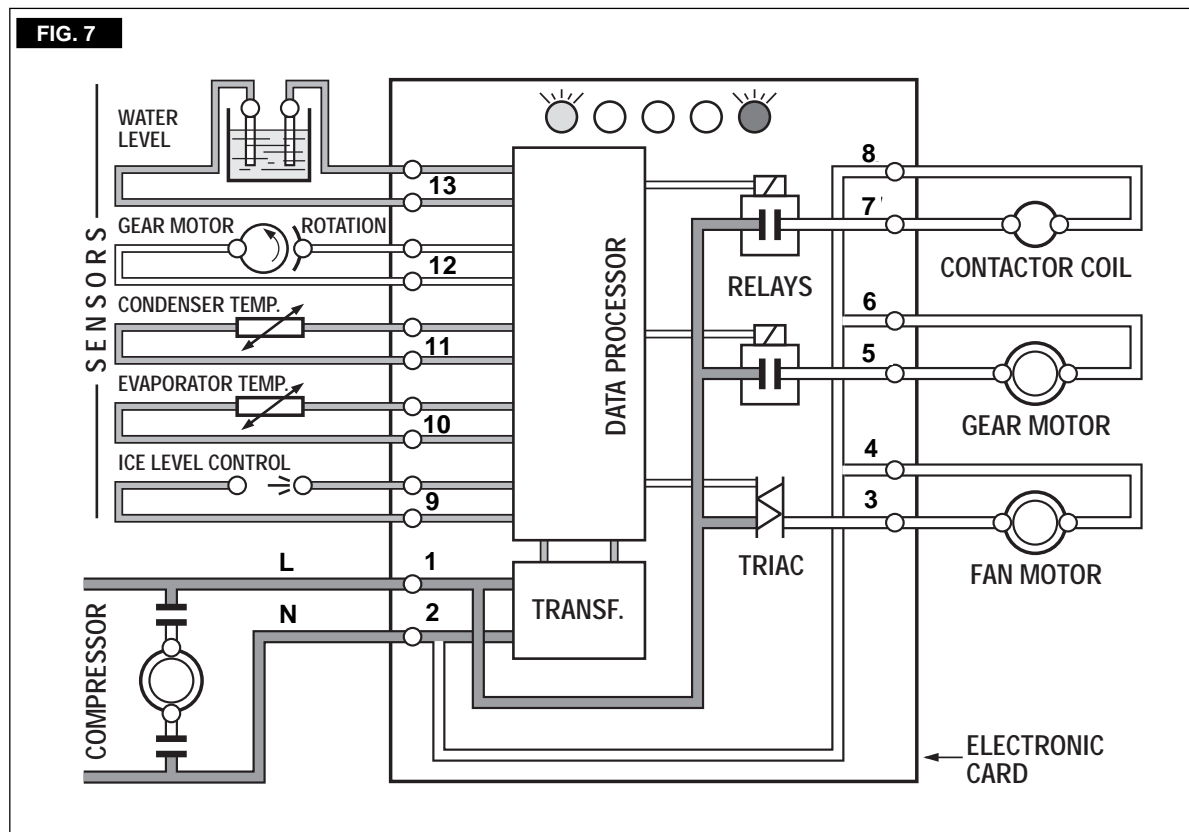 FIG. 7
WATER
LEVEL
13
GEAR MOTOR ROTATION
12
CONDENSER TEMP.
11
EVAPORATOR TEMP.
10
ICE LEVEL CONTROL
9
SENSORS
L
1
N
2
COMPRESSOR
DATA PROCESSOR
TRANSF.
RELAYS
TRIAC
8
7
CONTACTOR COIL
6
5
GEAR MOTOR
4
3
FAN MOTOR
ELECTRONIC
CARD